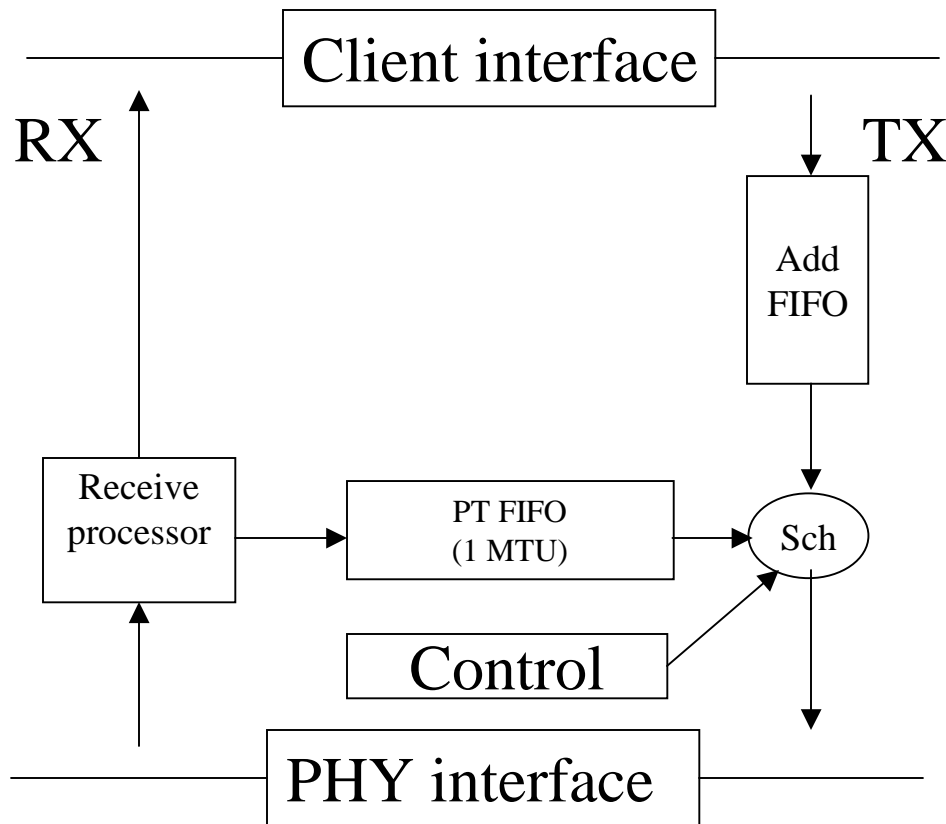 Client interface
RX
TX
Add
FIFO
Receive
processor
PT FIFO
(1 MTU)
Sch
Control
PHY interface